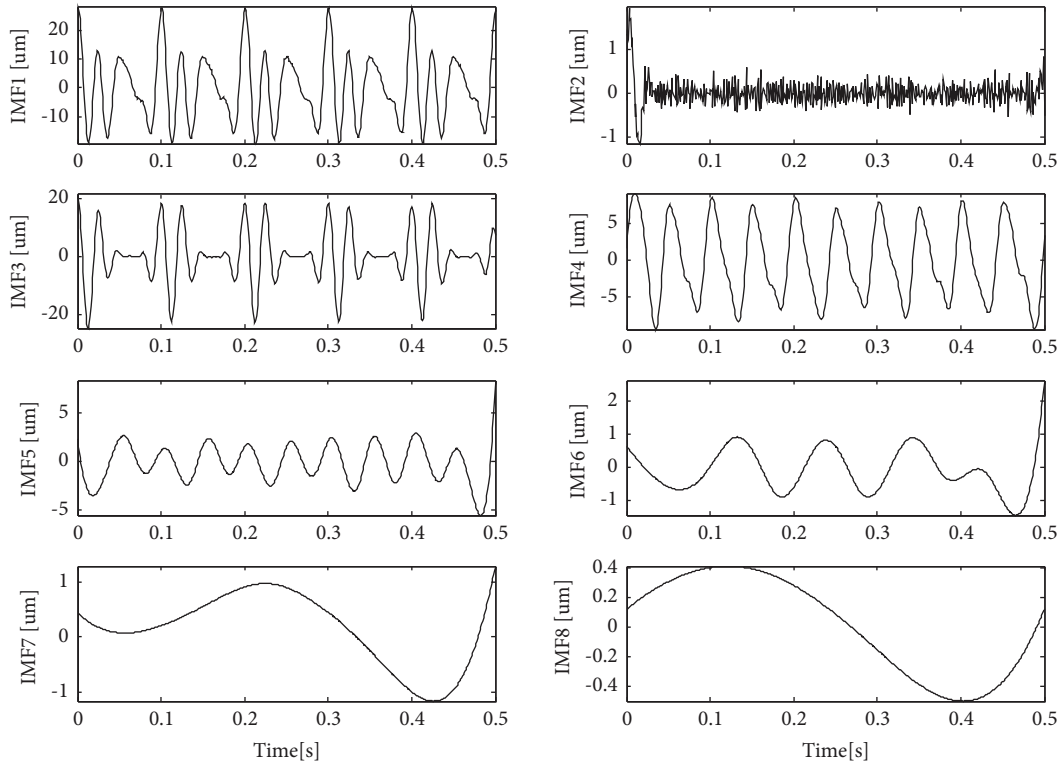 IMF1 [um]
20
10
0
-10
0 0.1 0.2 0.3 0.4 0.5
IMF2 [um]
1
0
-1
0 0.1 0.2 0.3 0.4 0.5
IMF3 [um]
20
0
-20
0 0.1 0.2 0.3 0.4 0.5
IMF4 [um]
5
0
-5
0 0.1 0.2 0.3 0.4 0.5
IMF5 [um]
5
0
-5
0 0.1 0.2 0.3 0.4 0.5
IMF6 [um]
2
1
0
-1
0 0.1 0.2 0.3 0.4 0.5
IMF7 [um]
1
0
-1
0 0.1 0.2 0.3 0.4 0.5
Time[s]
IMF8 [um]
0.4
0.2
0
-0.2
-0.4
0 0.1 0.2 0.3 0.4 0.5
Time[s]